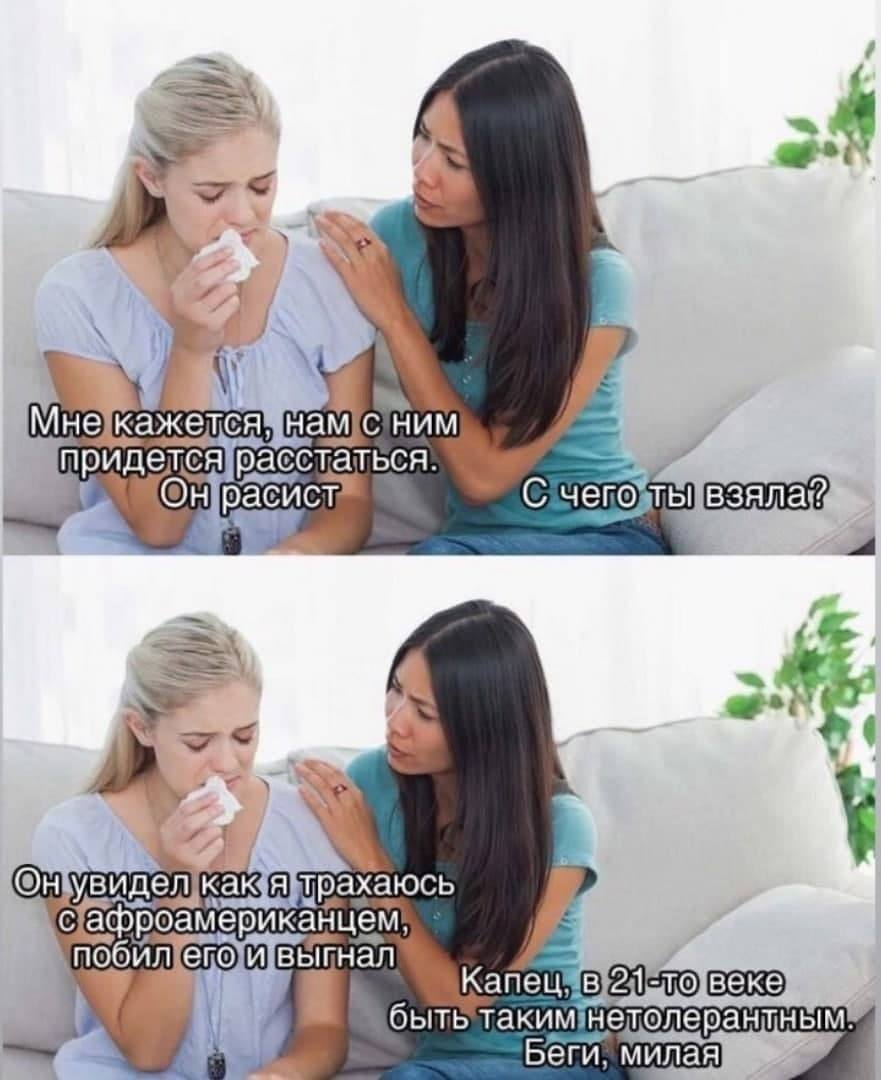 Мне кажется, нам с ним
придется расстаться.
Он расист
С чего ты взяла?
Он увидел как я трахаюсь
с афроамериканцем,
побил его и выгнал
Капец, в 21-то веке
быть таким нетолерантным.
Беги, милая